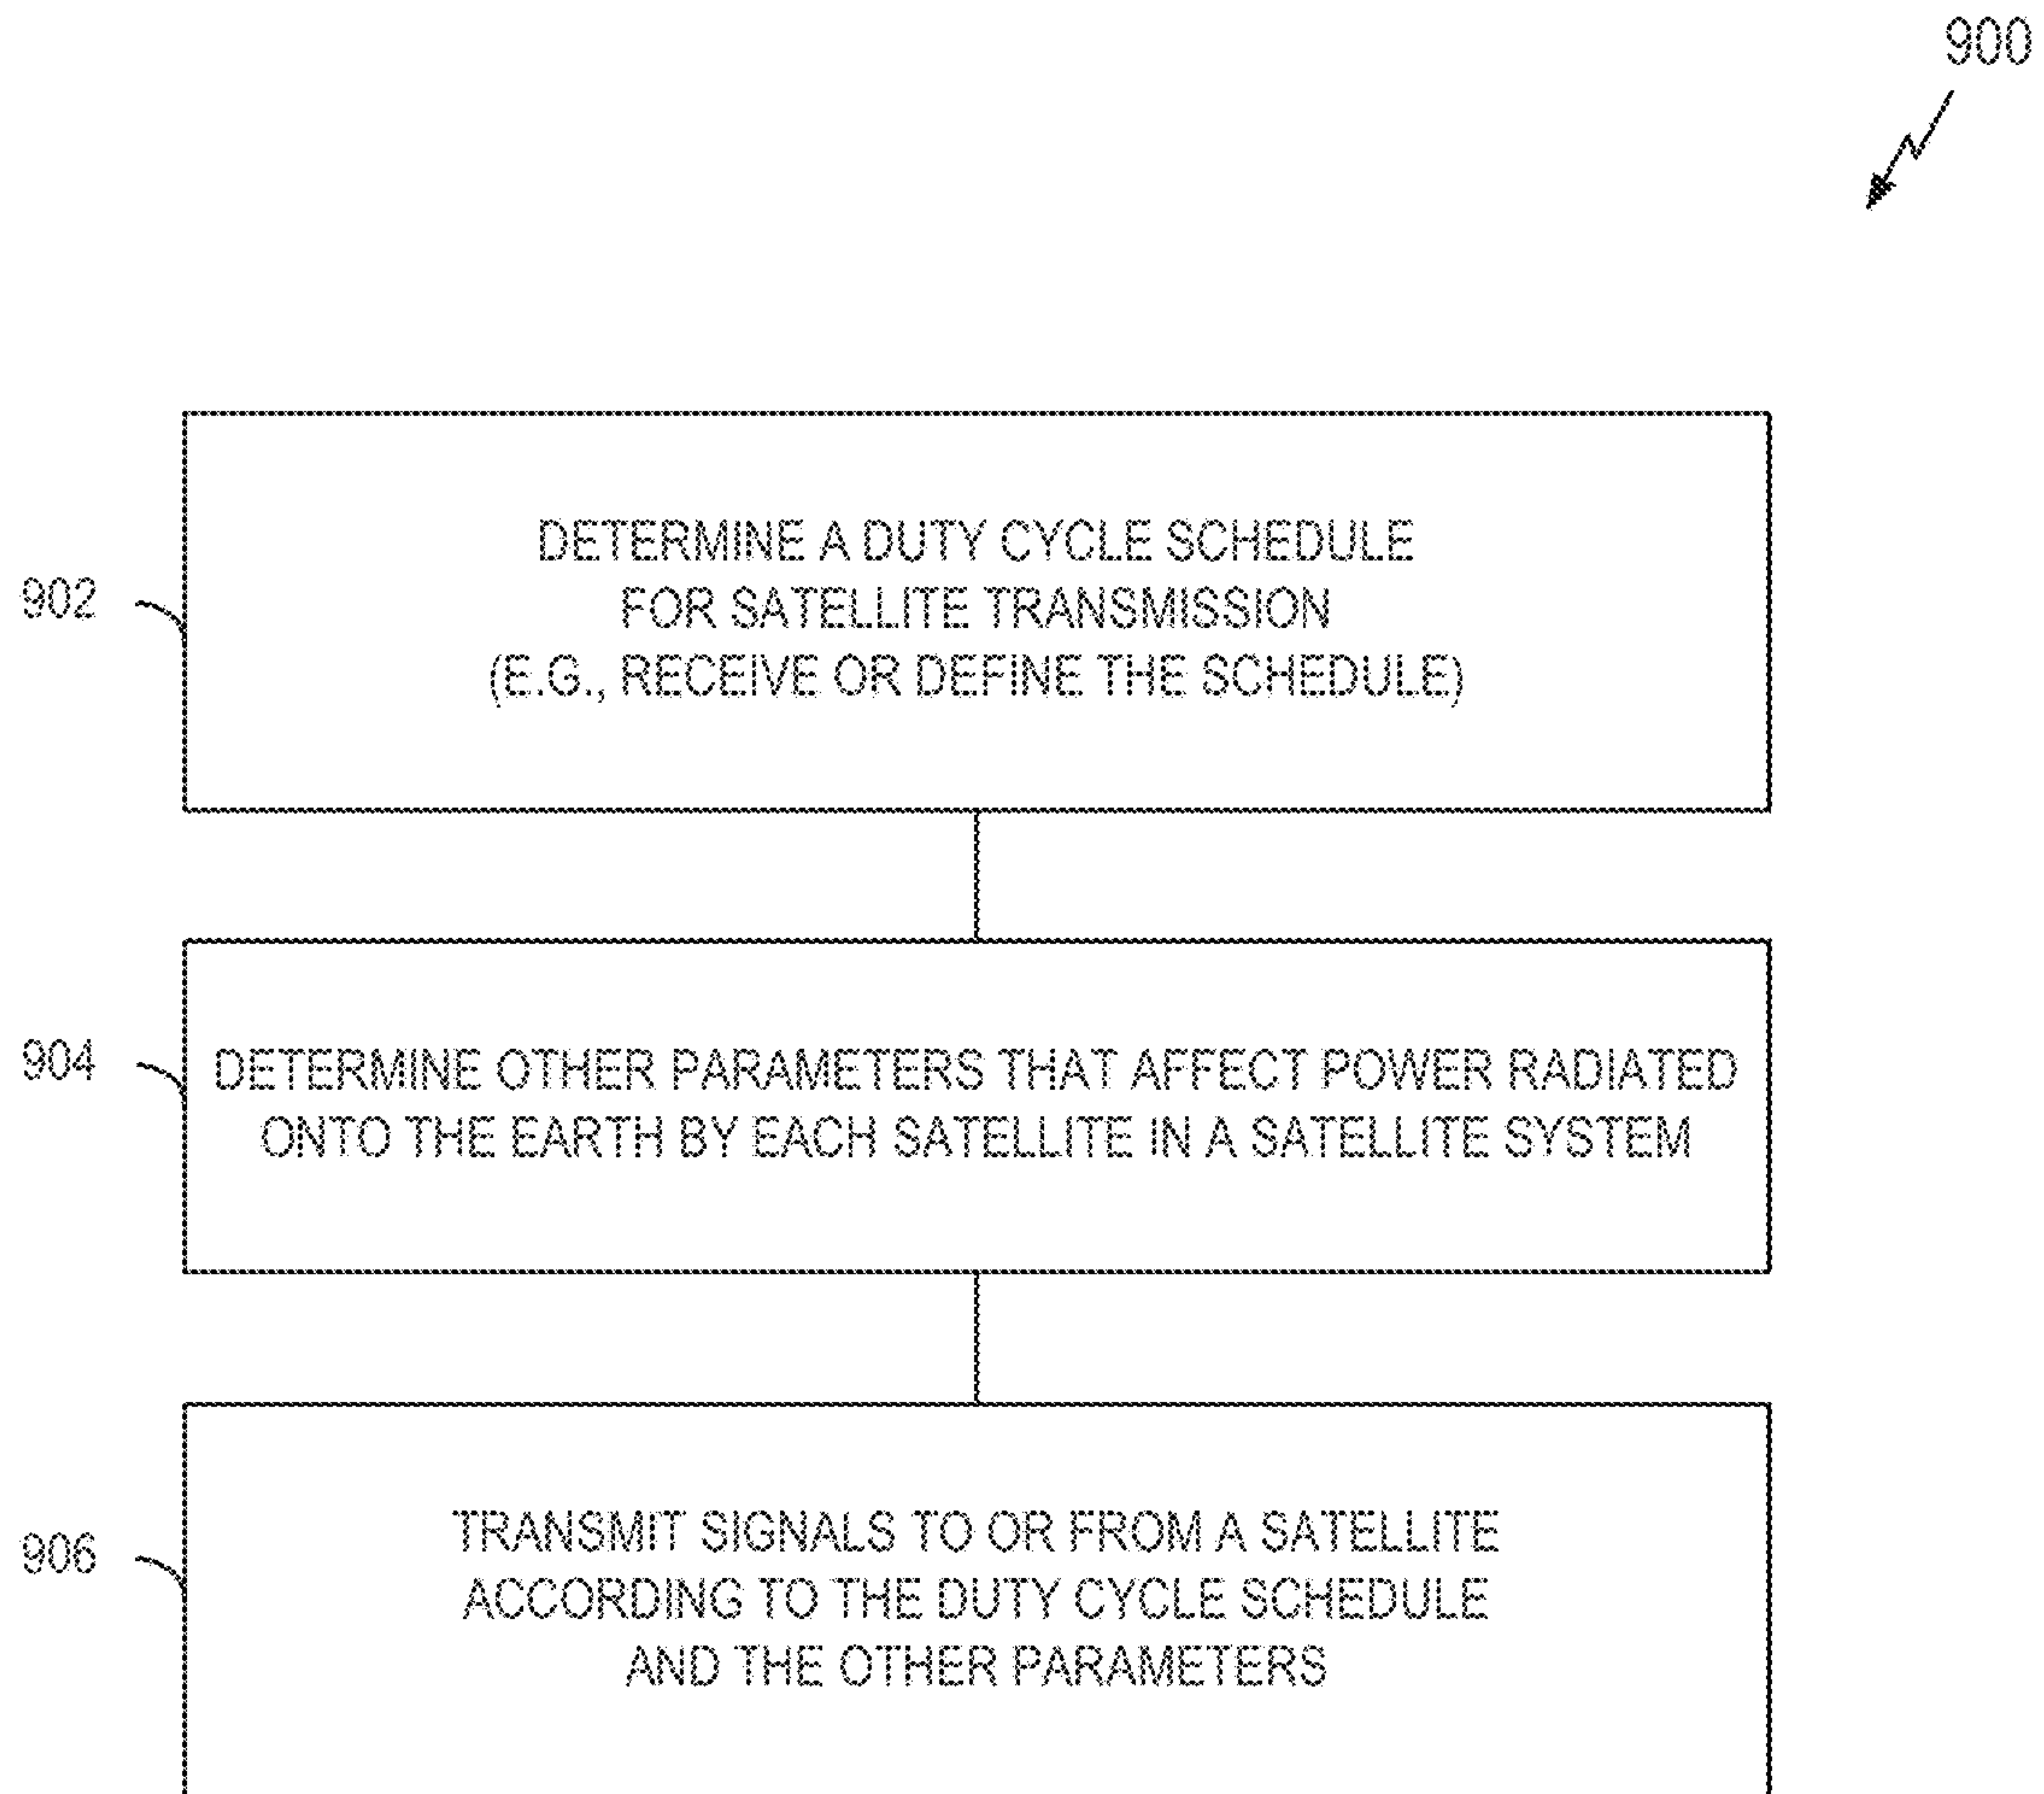 900
902
DETERMINE A DUTY CYCLE SCHEDULE
FOR SATELLITE TRANSMISSION
(E.G., RECEIVE OR DEFINE THE SCHEDULE)
904
DETERMINE OTHER PARAMETERS THAT AFFECT POWER RADIATED
ONTO THE EARTH BY EACH SATELLITE IN A SATELLITE SYSTEM
906
TRANSMIT SIGNALS TO OR FROM A SATELLITE
ACCORDING TO THE DUTY CYCLE SCHEDULE
AND THE OTHER PARAMETERS